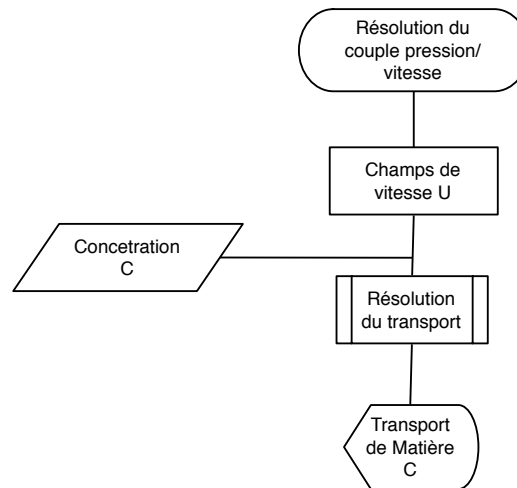 Résolution du
couple pression/
vitesse
Champs de
vitesse U
Concetration
C
Résolution
du transport
Transport
de Matière
C